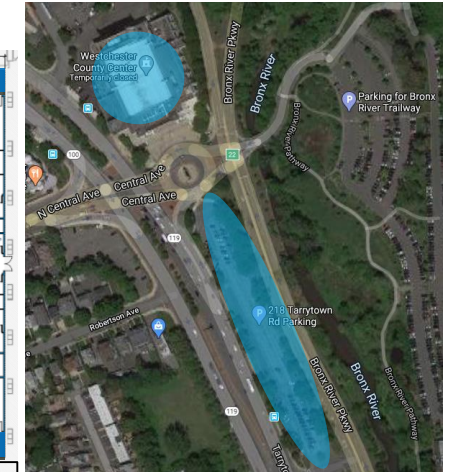 Westchester
County Center
Temporarily closed
Bronx River Pkwy
Bronx River
Parking for Bronx
River Trailway
BronxRiverPathway
22
100
N Central Ave
Central Ave
Central Ave
119
218 Tarrytown
Rd Parking
Robertson Ave
Bronx River Pkwy
Bronx River
Bronx River Pathway
119